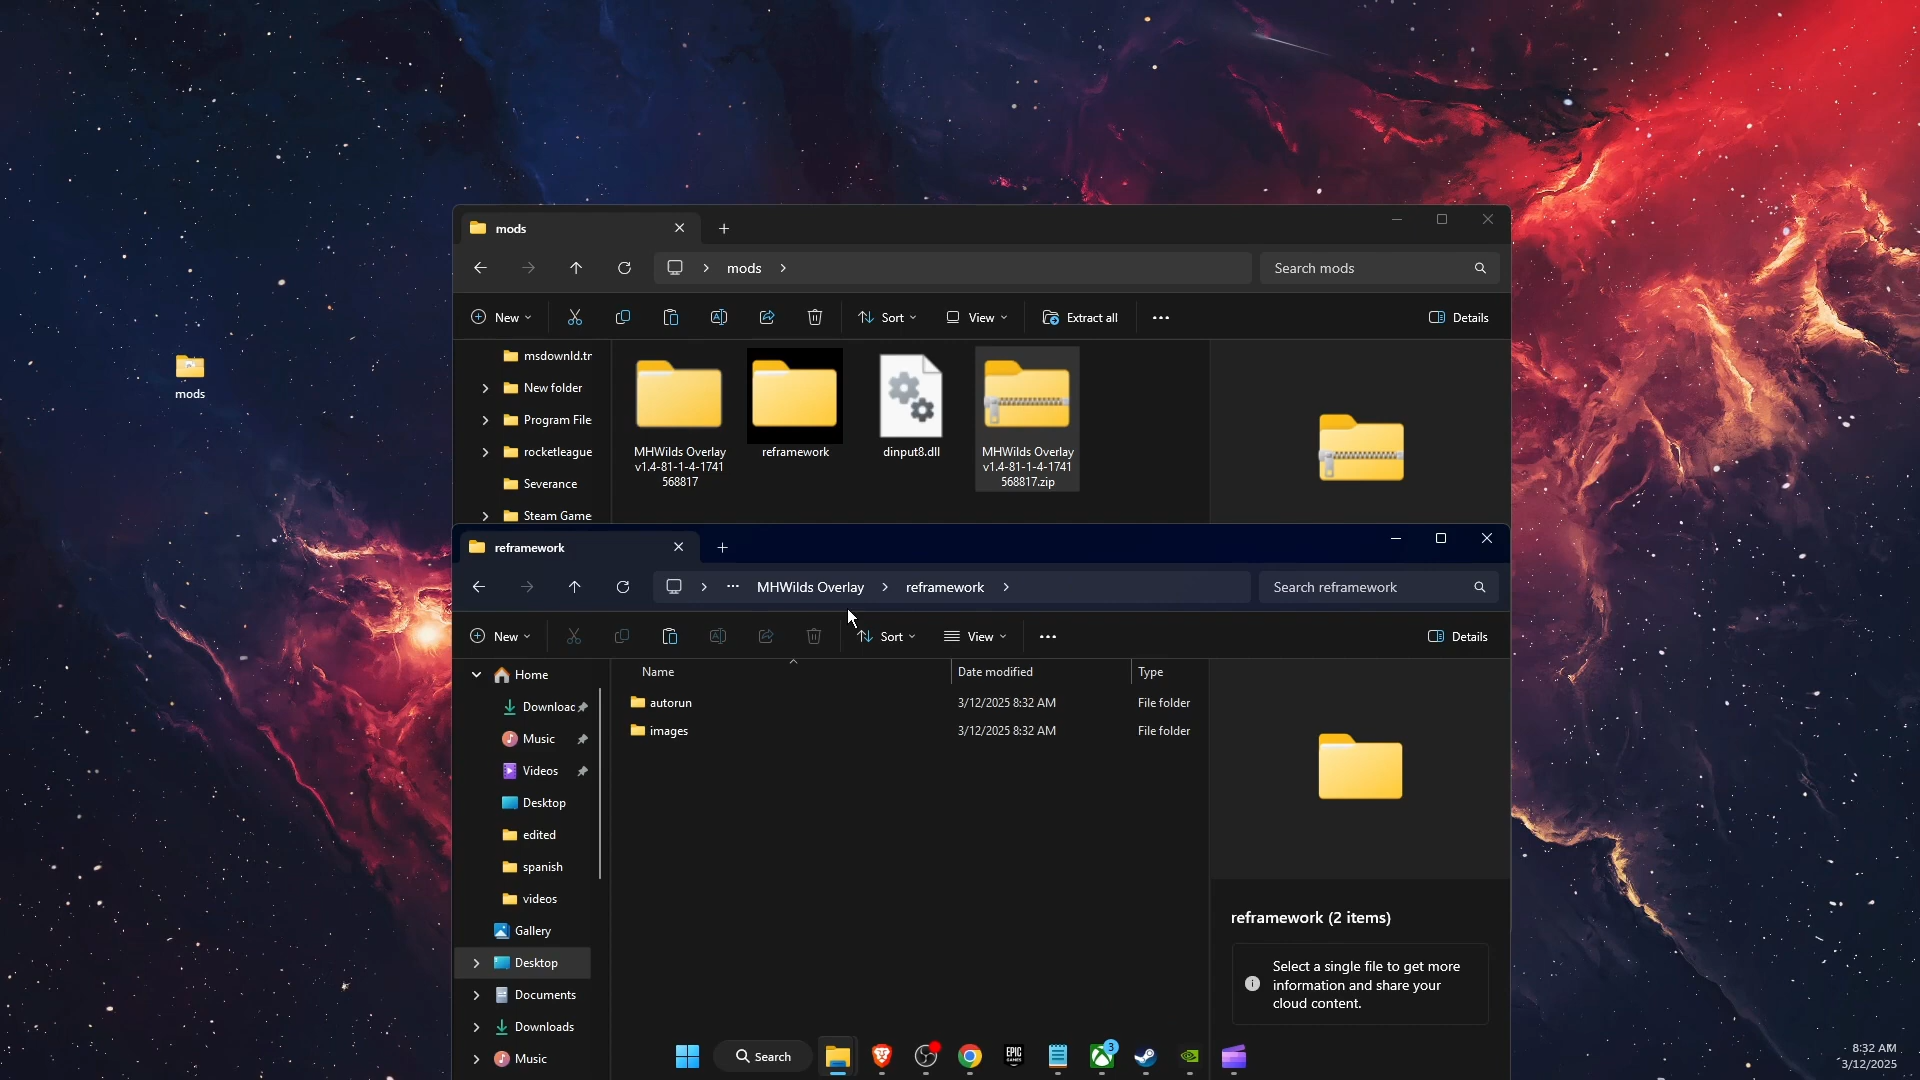 mods
mods
mods
Search mods
New
Sort
View
Extract all
Details
msdownld.tr
New folder
Program File
rocketleague
Severance
Steam Game
MHWilds Overlay
v1.4-81-1-4-1741
568817
reframework
dinput8.dll
MHWilds Overlay
v1.4-81-1-4-1741
568817.zip
reframework
MHWilds Overlay
reframework
Search reframework
New
Sort
View
Details
Home
Downloac
Music
Videos
Desktop
edited
spanish
videos
Gallery
Desktop
Documents
Downloads
Music
Name Date modified Type
autorun 3/12/2025 8:32 AM File folder
images 3/12/2025 8:32 AM File folder
reframework (2 items)
Select a single file to get more
information and share your
cloud content.
Search
EPIC
GAMES
3
8:32 AM
3/12/2025